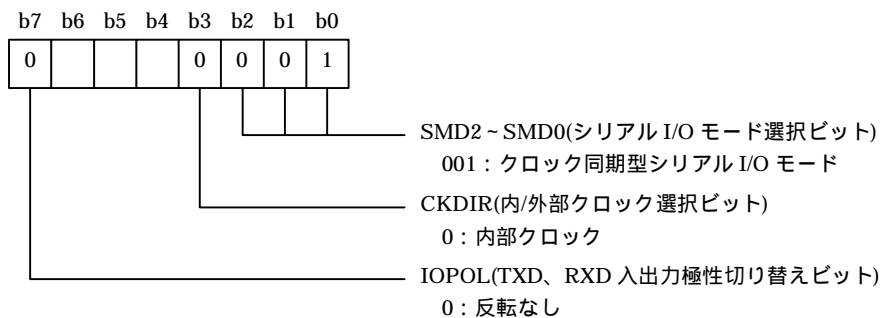 b7 b6 b5 b4 b3 b2 b1 b0
0 0 0 0 1
SMD2~SMD0(シリアル I/O モード選択ビット)
001:クロック同期型シリアル I/O モード
CKDIR(内/外部クロック選択ビット)
0:内部クロック
IOPOL(TXD、RXD 入出力極性切り替えビット)
0:反転なし